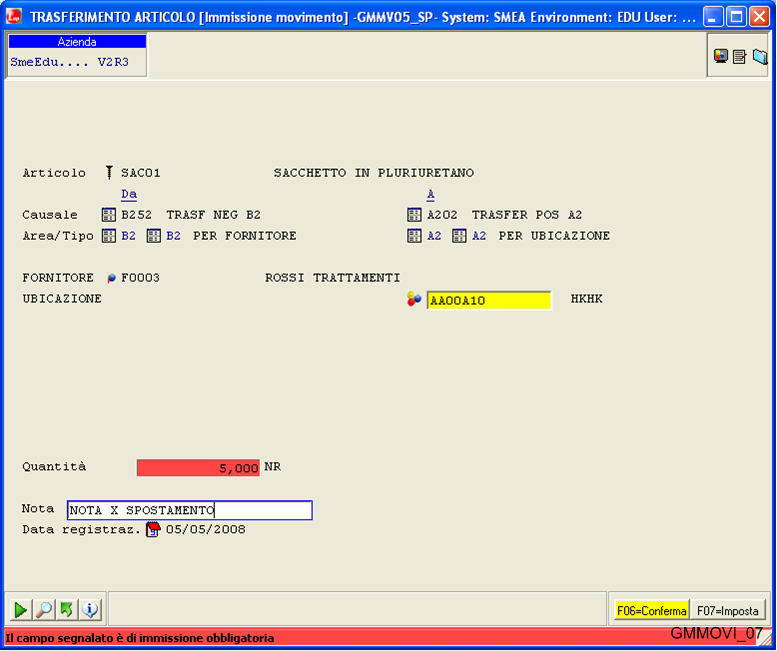 TRASFERIMENTO ARTICOLO [Immissione movimento] -GMMV05_SP- System: SMEA Environment: EDU User: ...
Azienda
SmeEdu.... V2R3
Articolo SAC01 SACCHETTO IN PLURIURETANO
Da A
Causale B252 TRASF NEG B2 A202 TRASFER POS A2
Area/Tipo B2 B2 PER FORNITORE A2 A2 PER UBICAZIONE
FORNITORE F0003 ROSSI TRATTAMENTI
UBICAZIONE AA00A10 HKHK
Quantità 5,000 NR
Nota NOTA X SPOSTAMENTO
Data registraz. 05/05/2008
F06=Conferma F07=Imposta
Il campo segnalato è di immissione obbligatoria GMMOVI_07